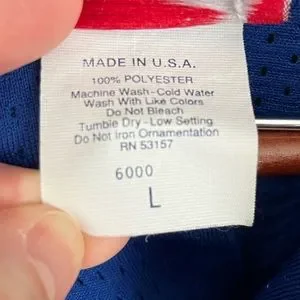 MADE IN U.S.A.
100% POLYESTER
Machine Wash-Cold Water
Wash With Like Colors
Do Not Bleach
Tumble Dry - Low Setting
Do Not Iron Ornamentation
RN 53157
6000
L